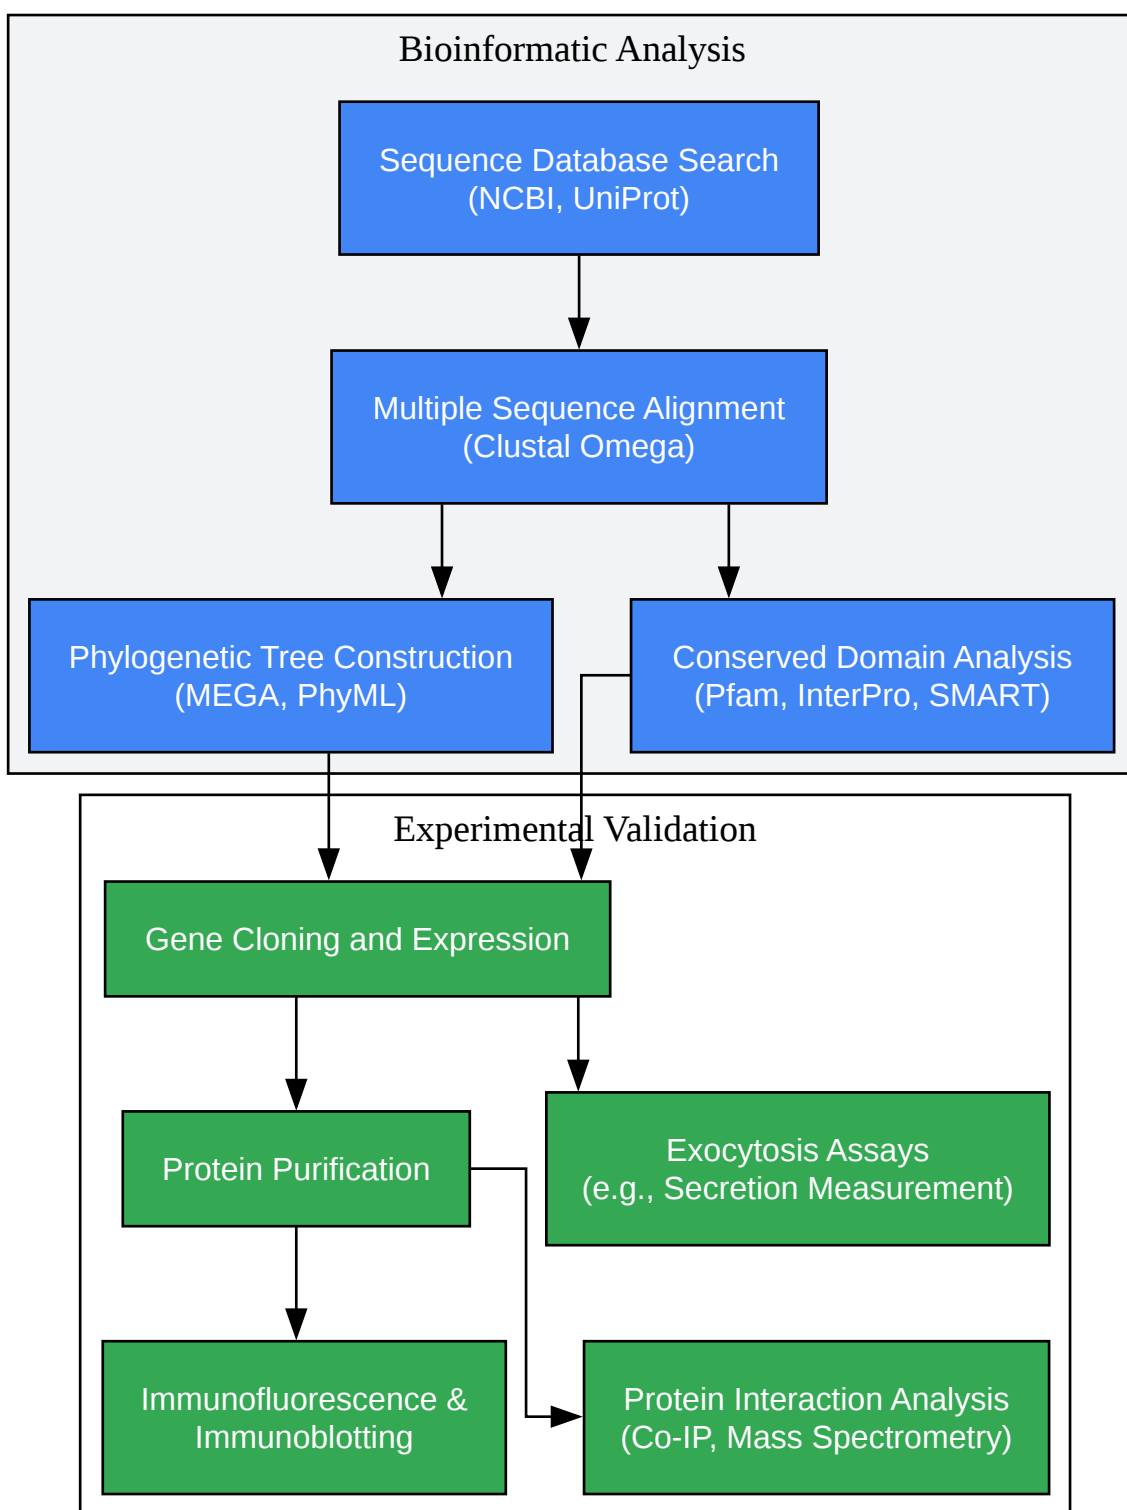 Bioinformatic Analysis
Sequence Database Search
(NCBI, UniProt)
Multiple Sequence Alignment
(Clustal Omega)
Phylogenetic Tree Construction
(MEGA, PhyML)
Conserved Domain Analysis
(Pfam, InterPro, SMART)
Experimental Validation
Gene Cloning and Expression
Protein Purification
Exocytosis Assays
(e.g., Secretion Measurement)
Immunofluorescence &
Immunoblotting
Protein Interaction Analysis
(Co-IP, Mass Spectrometry)